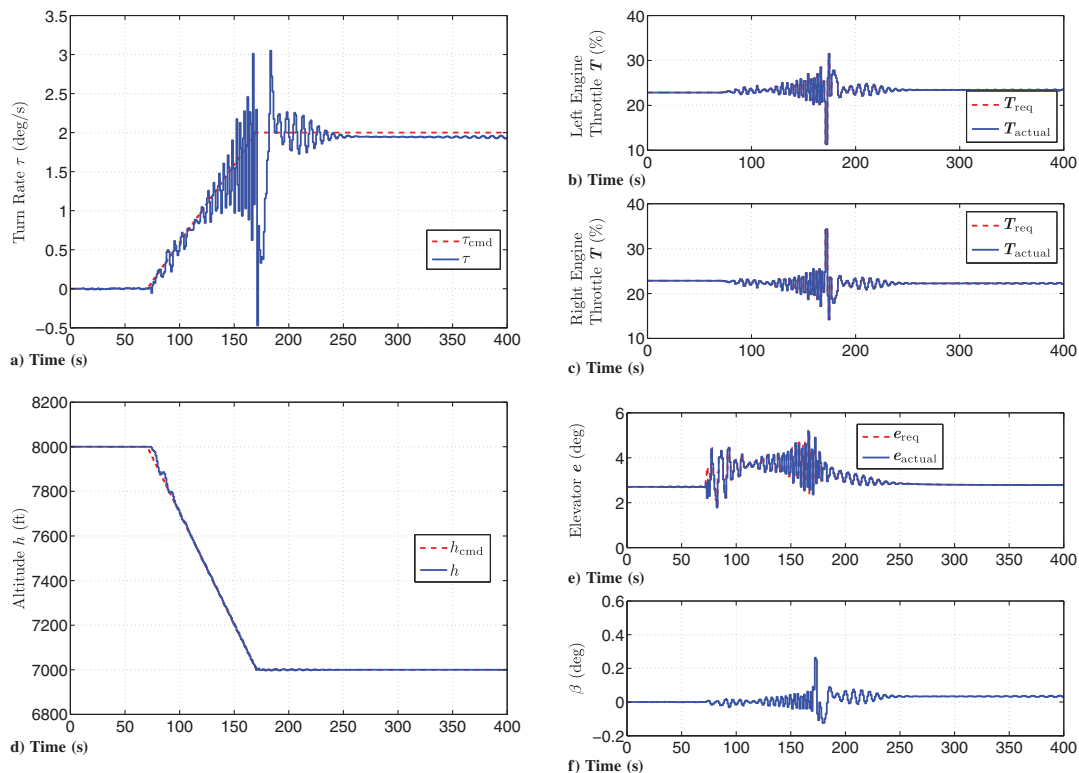 3.5
3
2.5
2
1.5
1
0.5
0
−0.5
Turn Rate τ (deg/s)
0 50 100 150 200 250 300 350 400
τcmd
τ
a) Time (s)
40
30
20
10
Left Engine
Throttle T (%)
0 100 200 300 400
Treq
Tactual
b) Time (s)
40
30
20
10
Right Engine
Throttle T (%)
0 100 200 300 400
Treq
Tactual
c) Time (s)
8200
8000
7800
7600
7400
7200
7000
6800
Altitude h (ft)
0 50 100 150 200 250 300 350 400
hcmd
h
d) Time (s)
6
4
2
0
Elevator e (deg)
0 50 100 150 200 250 300 350 400
ereq
eactual
e) Time (s)
0.6
0.4
0.2
0
−0.2
β (deg)
0 50 100 150 200 250 300 350 400
f) Time (s)